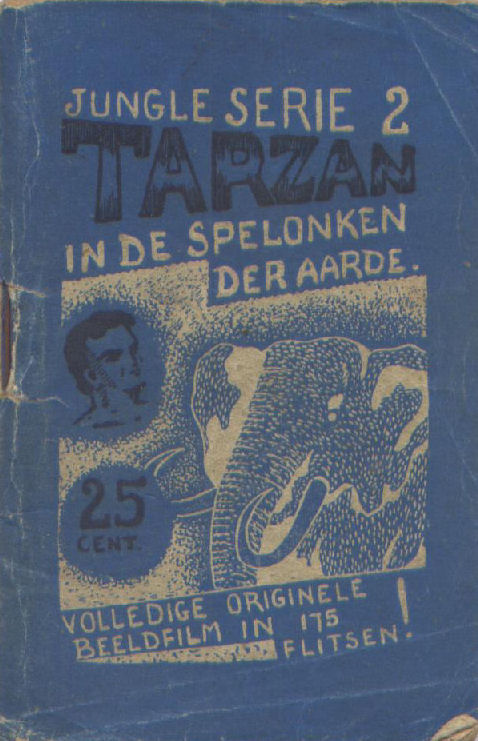 JUNGLE SERIE 2
TARZAN
IN DE SPELONKEN
DER AARDE.
25
CENT.
VOLLEDIGE ORIGINELE
BEELDFILM IN 175
FLITSEN!